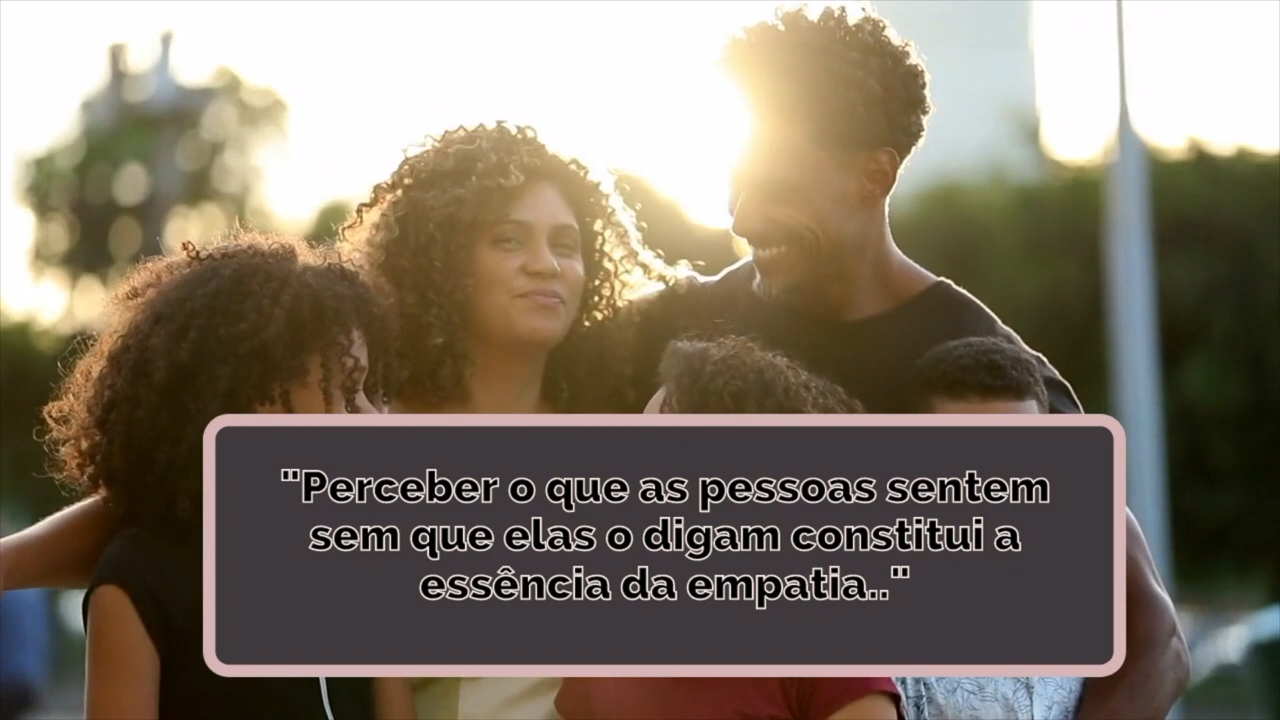 "Perceber o que as pessoas sentem
sem que elas o digam constitui a
essência da empatia.."